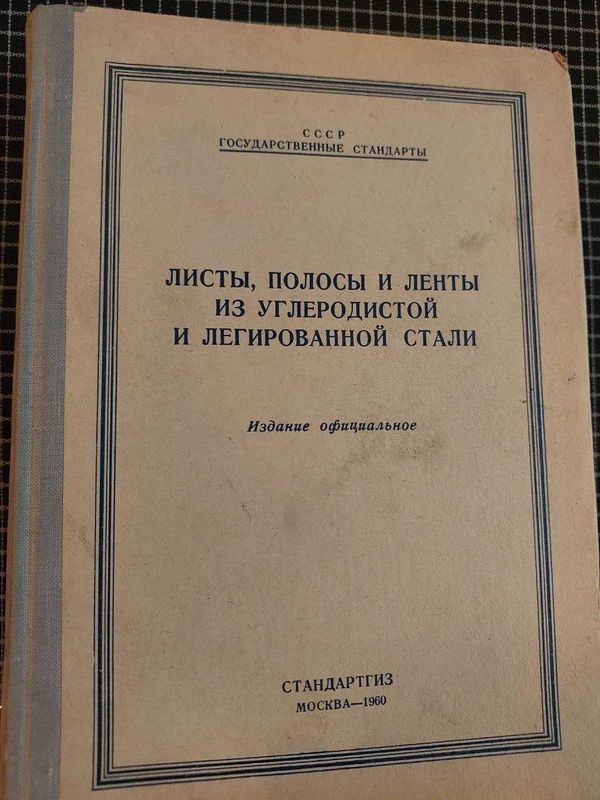 СССР
ГОСУДАРСТВЕННЫЕ СТАНДАРТЫ
ЛИСТЫ, ПОЛОСЫ И ЛЕНТЫ
ИЗ УГЛЕРОДИСТОЙ
И ЛЕГИРОВАННОЙ СТАЛИ
Издание официальное
СТАНДАРТГИЗ
МОСКВА—1960